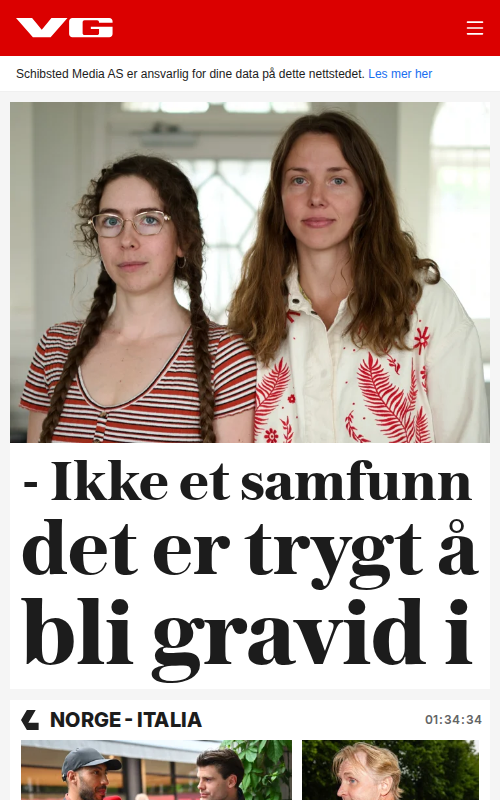 VG
Schibsted Media AS er ansvarlig for dine data på dette nettstedet. Les mer her
- Ikke et samfunn
det er trygt å
bli gravid i
NORGE - ITALIA
01:34:34